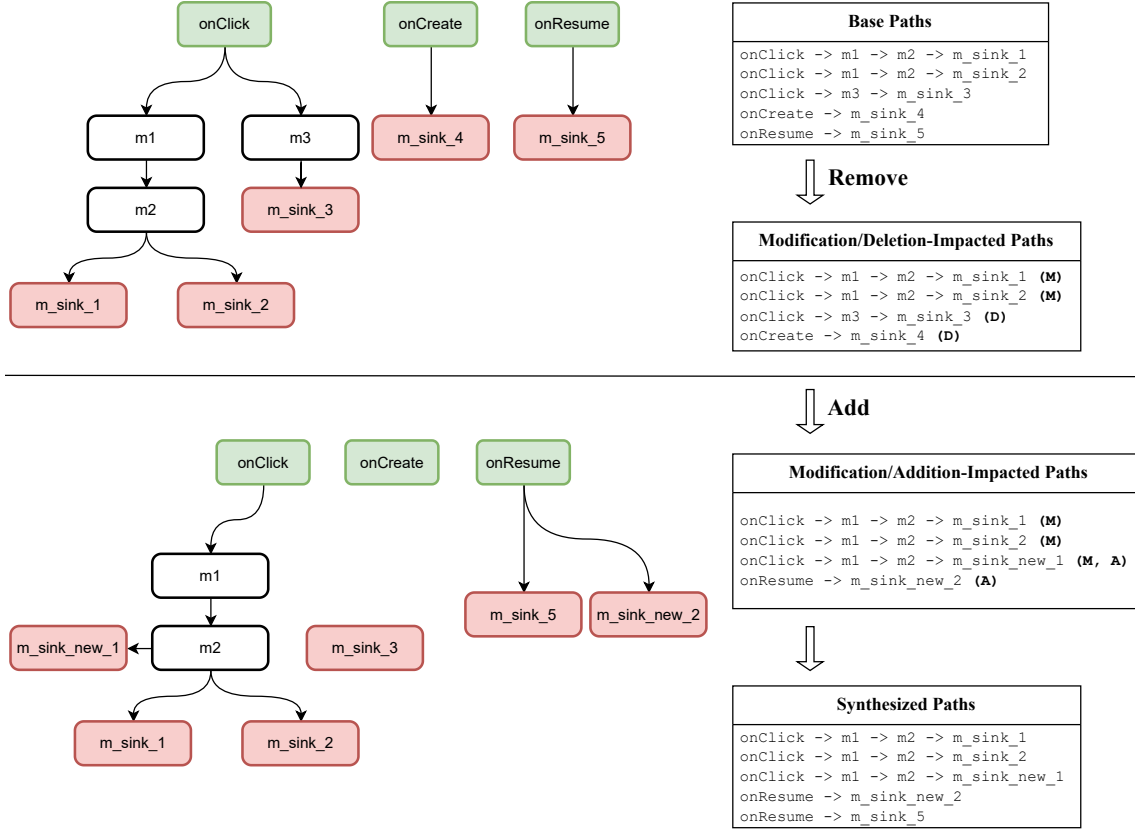 onClick
onCreate
onResume
m1
m3
m_sink_4
m_sink_5
m2
m_sink_3
m_sink_1
m_sink_2
Base Paths
onClick -> m1 -> m2 -> m_sink_1
onClick -> m1 -> m2 -> m_sink_2
onClick -> m3 -> m_sink_3
onCreate -> m_sink_4
onResume -> m_sink_5
Remove
Modification/Deletion-Impacted Paths
onClick -> m1 -> m2 -> m_sink_1 (M)
onClick -> m1 -> m2 -> m_sink_2 (M)
onClick -> m3 -> m_sink_3 (D)
onCreate -> m_sink_4 (D)
Add
onClick
onCreate
onResume
m1
m_sink_5
m_sink_new_2
m_sink_new_1
m2
m_sink_3
m_sink_1
m_sink_2
Modification/Addition-Impacted Paths
onClick -> m1 -> m2 -> m_sink_1 (M)
onClick -> m1 -> m2 -> m_sink_2 (M)
onClick -> m1 -> m2 -> m_sink_new_1 (M, A)
onResume -> m_sink_new_2 (A)
Synthesized Paths
onClick -> m1 -> m2 -> m_sink_1
onClick -> m1 -> m2 -> m_sink_2
onClick -> m1 -> m2 -> m_sink_new_1
onResume -> m_sink_new_2
onResume -> m_sink_5